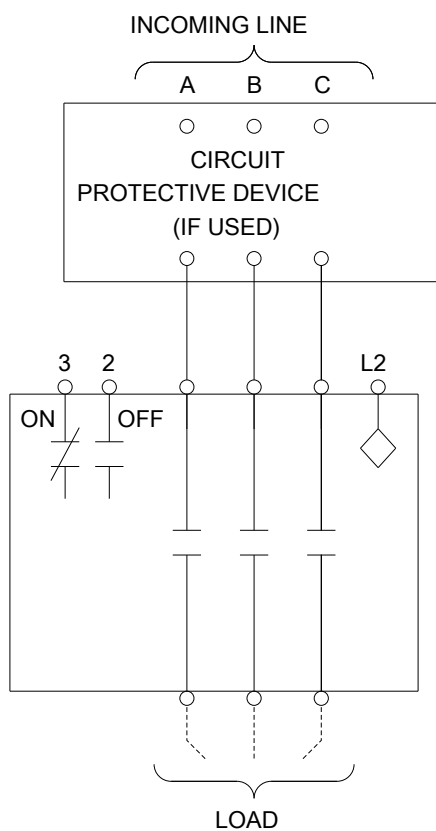 INCOMING LINE
A B C
CIRCUIT
PROTECTIVE DEVICE
(IF USED)
3 2 L2
ON OFF
LOAD